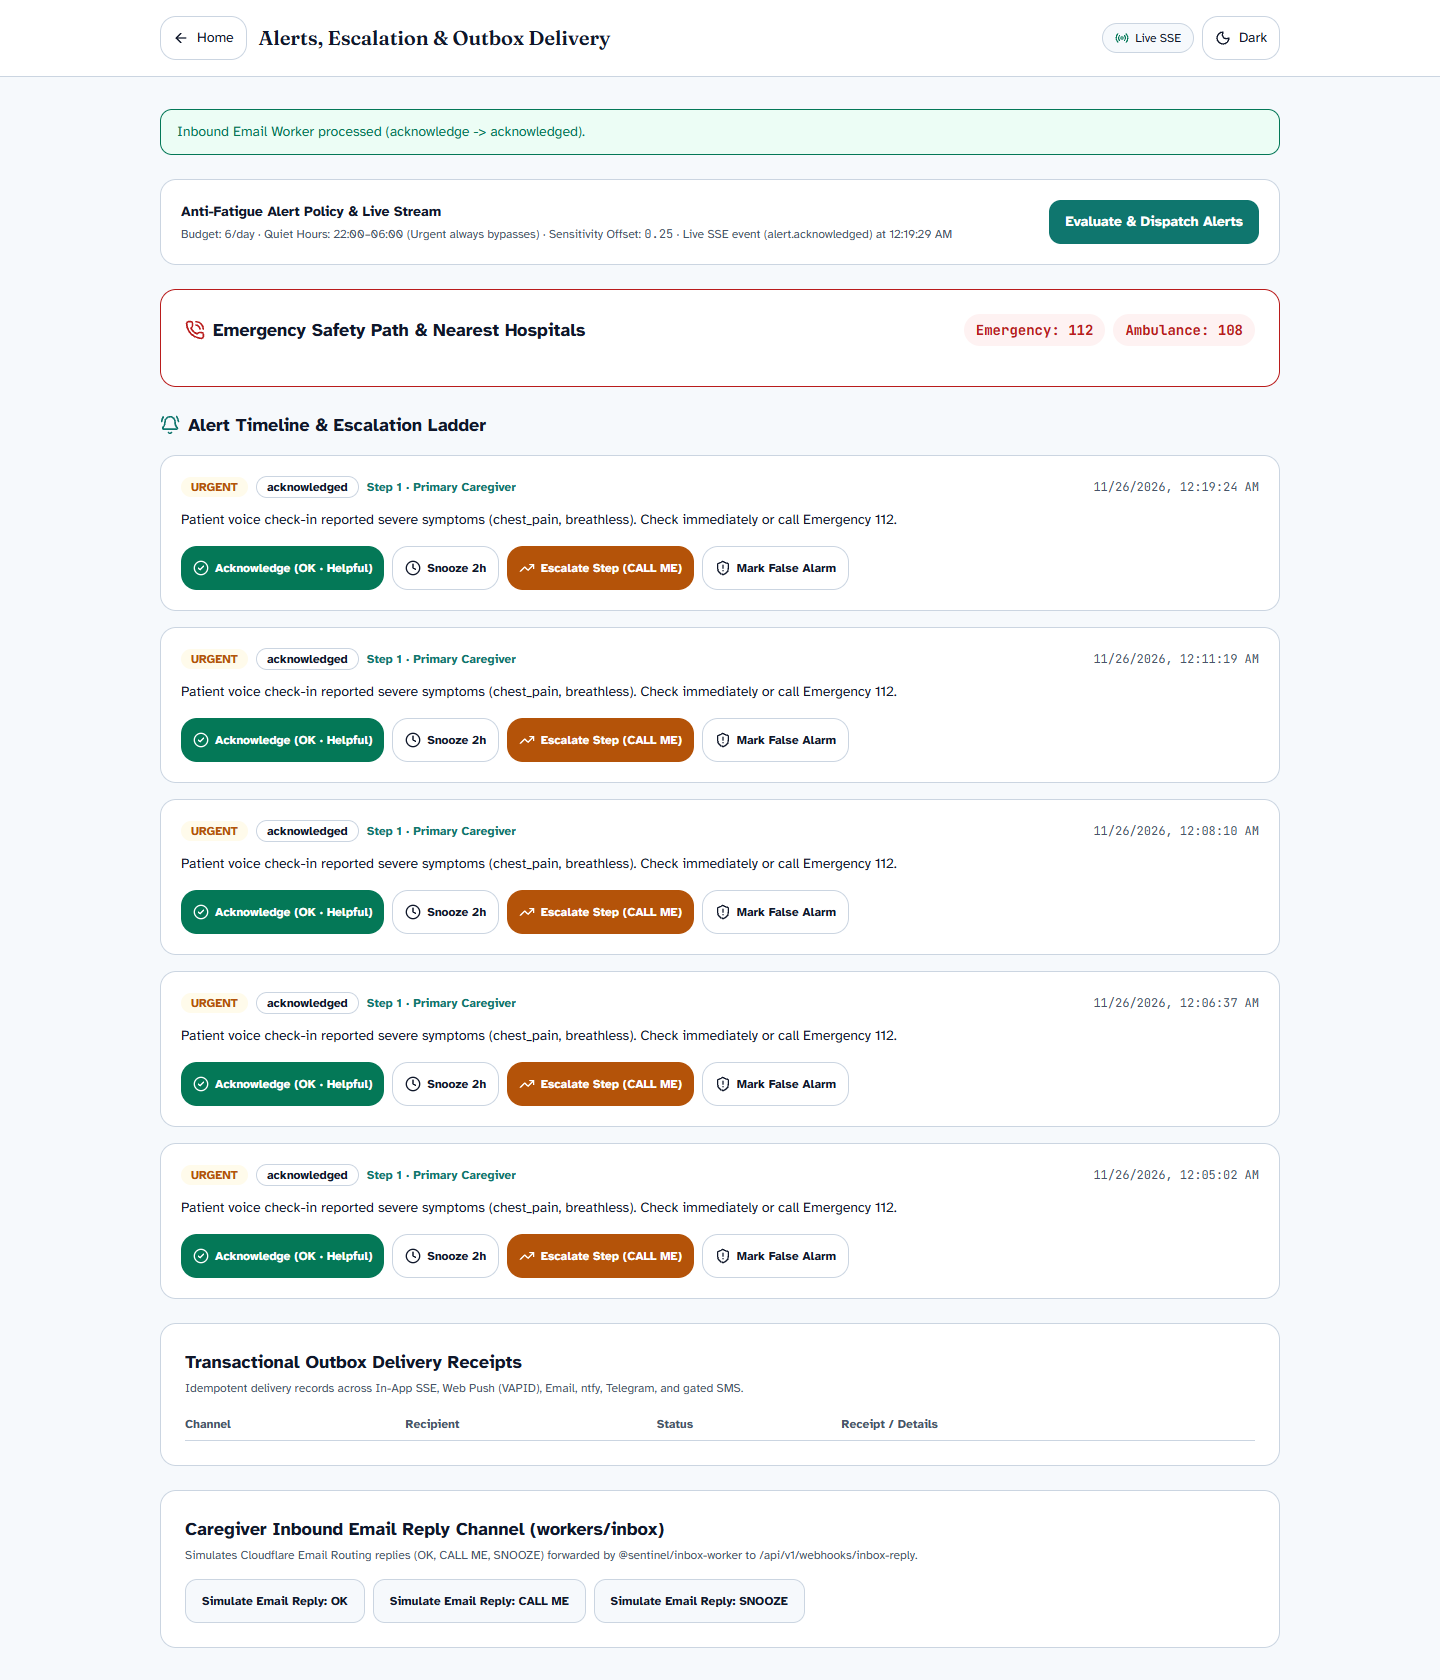 Home
Alerts, Escalation & Outbox Delivery
Live SSE
Dark
Inbound Email Worker processed (acknowledge -> acknowledged).
Anti-Fatigue Alert Policy & Live Stream
Budget: 6/day · Quiet Hours: 22:00–06:00 (Urgent always bypasses) · Sensitivity Offset: 0.25 · Live SSE event (alert.acknowledged) at 12:19:29 AM
Evaluate & Dispatch Alerts
Emergency Safety Path & Nearest Hospitals
Emergency: 112
Ambulance: 108
Alert Timeline & Escalation Ladder
URGENT acknowledged Step 1 · Primary Caregiver 11/26/2026, 12:19:24 AM
Patient voice check-in reported severe symptoms (chest_pain, breathless). Check immediately or call Emergency 112.
Acknowledge (OK · Helpful) Snooze 2h Escalate Step (CALL ME) Mark False Alarm
URGENT acknowledged Step 1 · Primary Caregiver 11/26/2026, 12:11:19 AM
Patient voice check-in reported severe symptoms (chest_pain, breathless). Check immediately or call Emergency 112.
Acknowledge (OK · Helpful) Snooze 2h Escalate Step (CALL ME) Mark False Alarm
URGENT acknowledged Step 1 · Primary Caregiver 11/26/2026, 12:08:10 AM
Patient voice check-in reported severe symptoms (chest_pain, breathless). Check immediately or call Emergency 112.
Acknowledge (OK · Helpful) Snooze 2h Escalate Step (CALL ME) Mark False Alarm
URGENT acknowledged Step 1 · Primary Caregiver 11/26/2026, 12:06:37 AM
Patient voice check-in reported severe symptoms (chest_pain, breathless). Check immediately or call Emergency 112.
Acknowledge (OK · Helpful) Snooze 2h Escalate Step (CALL ME) Mark False Alarm
URGENT acknowledged Step 1 · Primary Caregiver 11/26/2026, 12:05:02 AM
Patient voice check-in reported severe symptoms (chest_pain, breathless). Check immediately or call Emergency 112.
Acknowledge (OK · Helpful) Snooze 2h Escalate Step (CALL ME) Mark False Alarm
Transactional Outbox Delivery Receipts
Idempotent delivery records across In-App SSE, Web Push (VAPID), Email, ntfy, Telegram, and gated SMS.
Channel Recipient Status Receipt / Details
Caregiver Inbound Email Reply Channel (workers/inbox)
Simulates Cloudflare Email Routing replies (OK, CALL ME, SNOOZE) forwarded by @sentinel/inbox-worker to /api/v1/webhooks/inbox-reply.
Simulate Email Reply: OK Simulate Email Reply: CALL ME Simulate Email Reply: SNOOZE